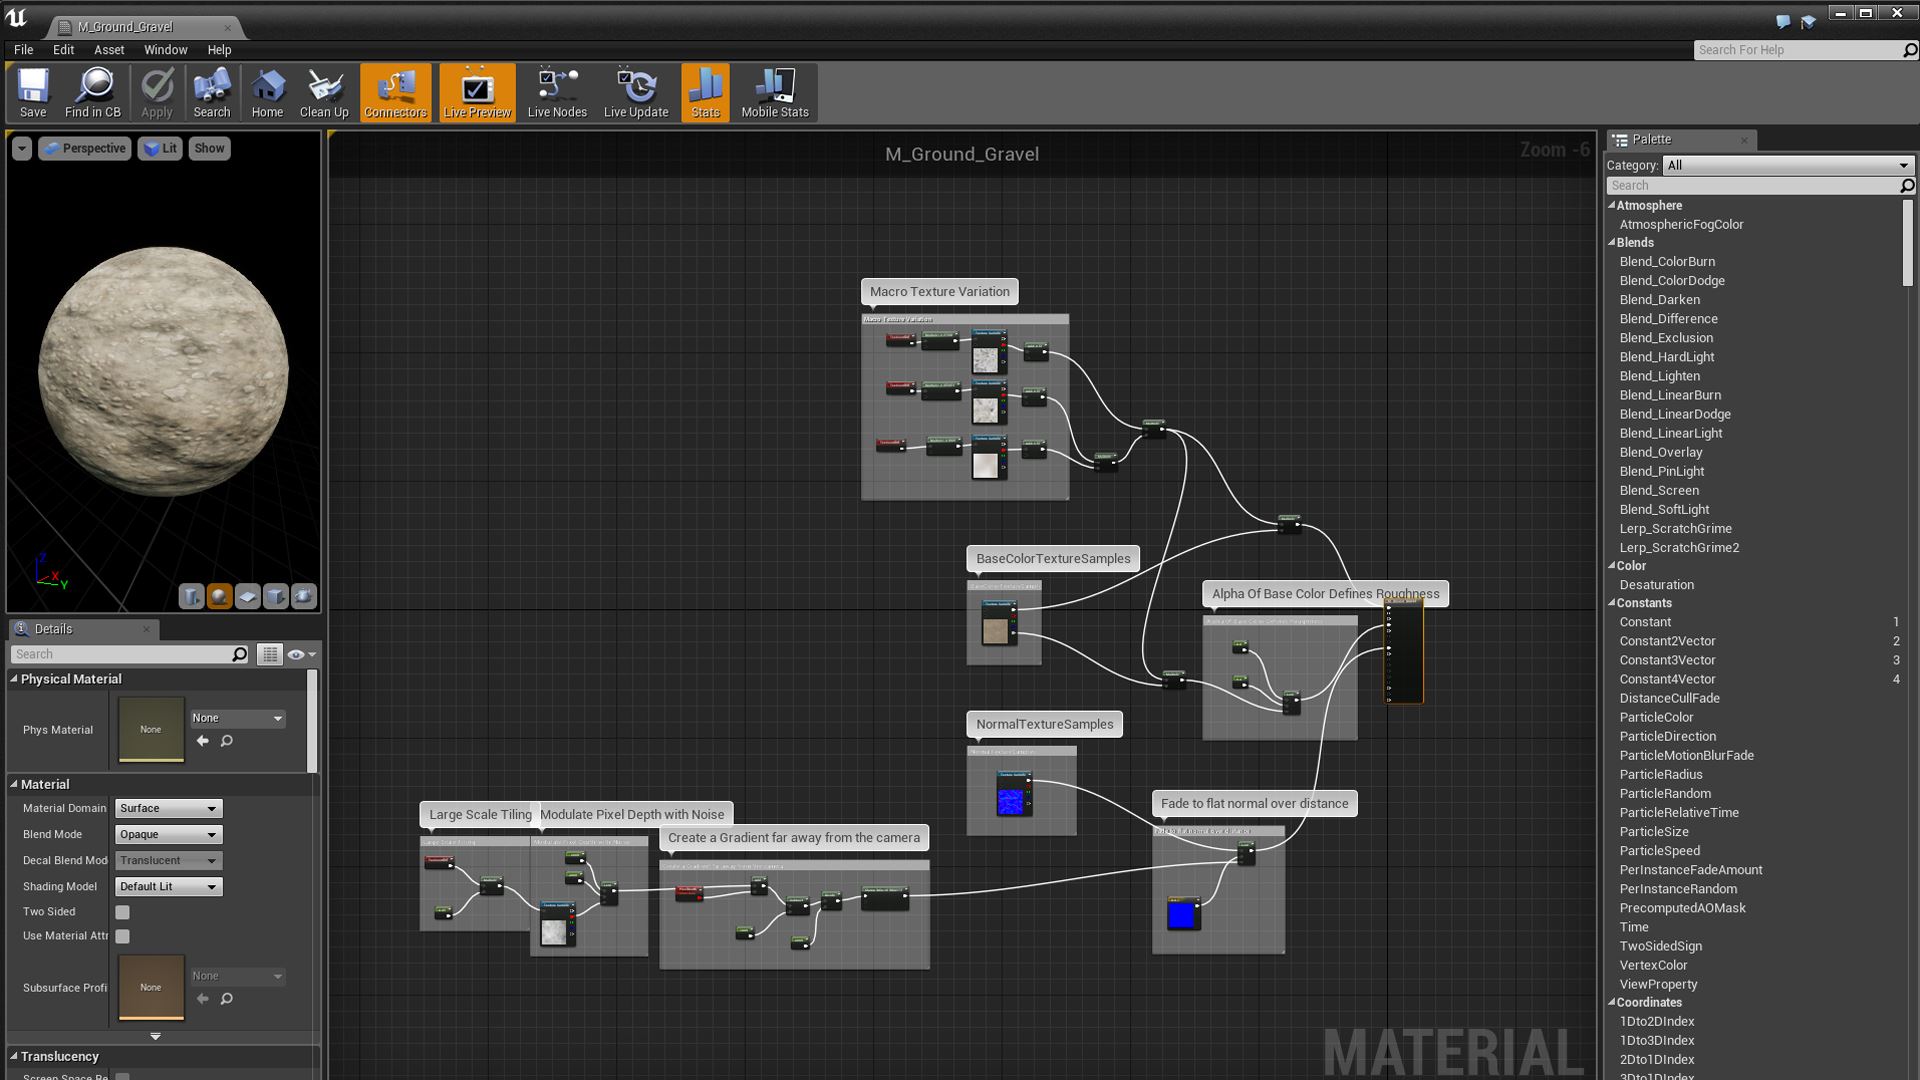 M_Ground_Gravel
File Edit Asset Window Help
Search For Help
Save Find in CB Apply Search Home Clean Up Connectors Live Preview Live Nodes Live Update Stats Mobile Stats
Perspective Lit Show
M_Ground_Gravel
Zoom -6
Macro Texture Variation
Macro Texture Variation
BaseColorTextureSamples
Alpha Of Base Color Defines Roughness
NormalTextureSamples
Fade to flat normal over distance
Large Scale Tiling
Modulate Pixel Depth with Noise
Create a Gradient far away from the camera
MATERIAL
Z
X
Y
Details
Search
Physical Material
Phys Material
None
None
Material
Material Domain Surface
Blend Mode Opaque
Decal Blend Mod Translucent
Shading Model Default Lit
Two Sided
Use Material Attr
Subsurface Profi
None
None
Translucency
Screen Space Re
Palette
Category: All
Search
Atmosphere
AtmosphericFogColor
Blends
Blend_ColorBurn
Blend_ColorDodge
Blend_Darken
Blend_Difference
Blend_Exclusion
Blend_HardLight
Blend_Lighten
Blend_LinearBurn
Blend_LinearDodge
Blend_LinearLight
Blend_Overlay
Blend_PinLight
Blend_Screen
Blend_SoftLight
Lerp_ScratchGrime
Lerp_ScratchGrime2
Color
Desaturation
Constants
Constant 1
Constant2Vector 2
Constant3Vector 3
Constant4Vector 4
DistanceCullFade
ParticleColor
ParticleDirection
ParticleMotionBlurFade
ParticleRadius
ParticleRandom
ParticleRelativeTime
ParticleSize
ParticleSpeed
PerInstanceFadeAmount
PerInstanceRandom
PrecomputedAOMask
Time
TwoSidedSign
VertexColor
ViewProperty
Coordinates
1Dto2DIndex
1Dto3DIndex
2Dto1DIndex
3Dto1DIndex